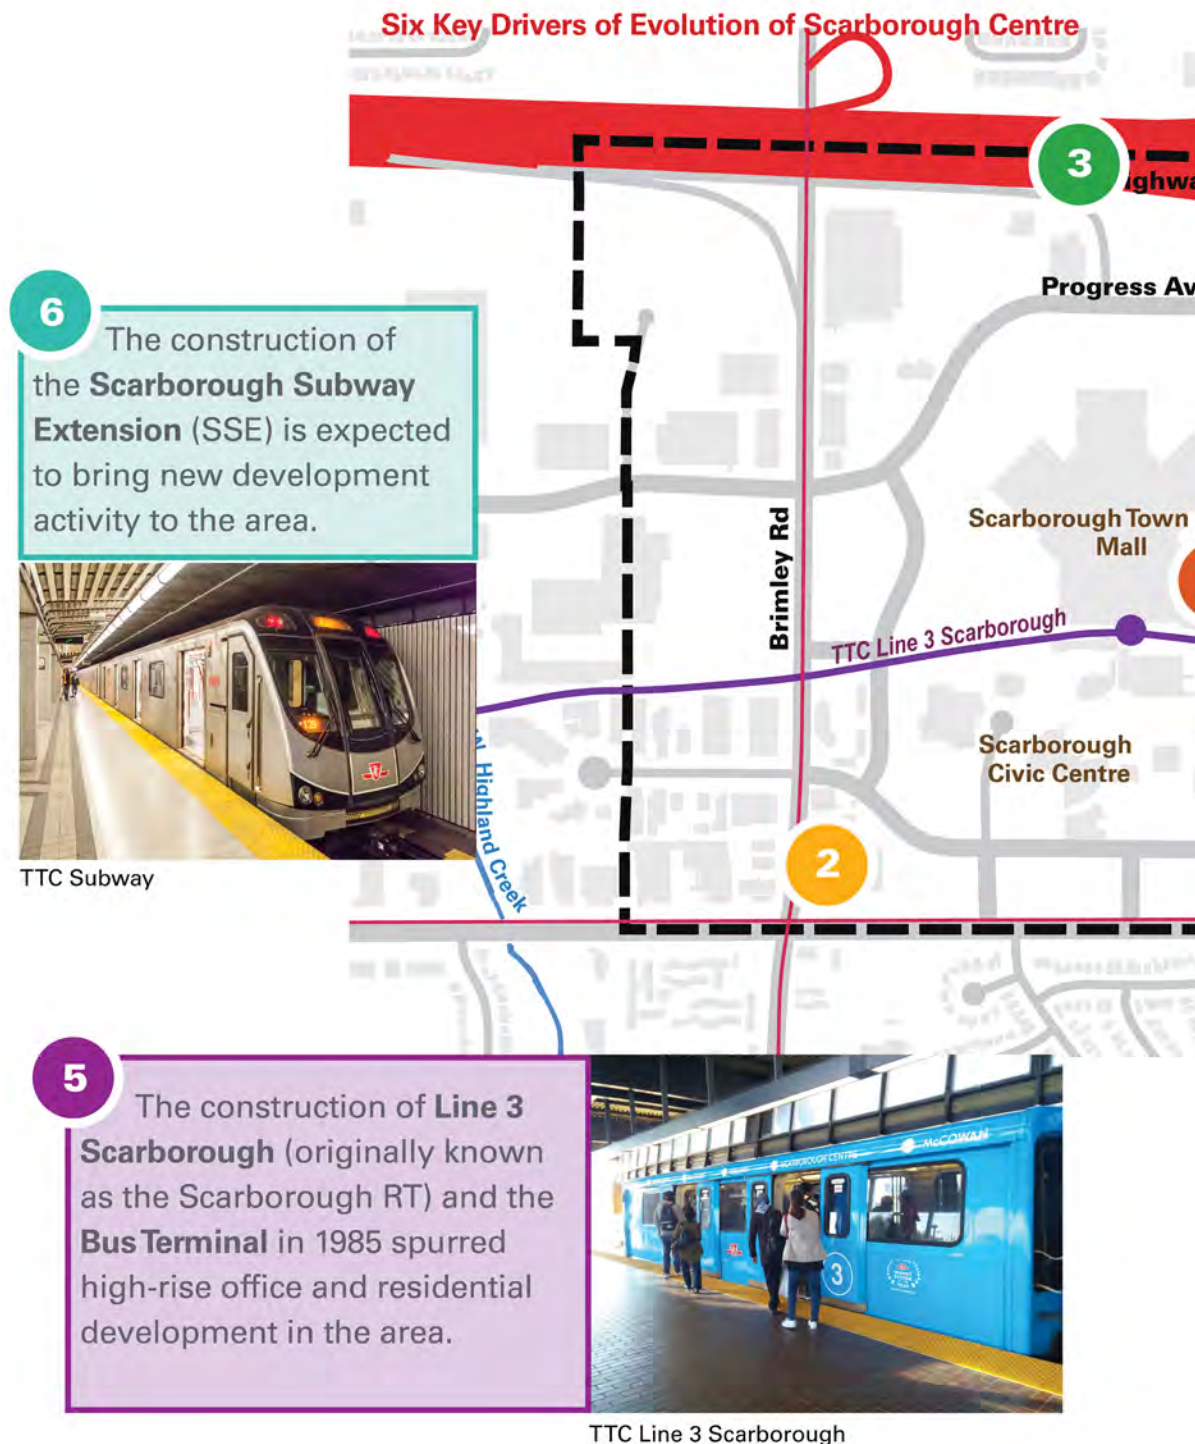 Six Key Drivers of Evolution of Scarborough Centre
3
Progress Av
6
The construction of
the Scarborough Subway
Extension (SSE) is expected
to bring new development
activity to the area.
Brimley Rd
Scarborough Town
Mall
TTC Line 3 Scarborough
Scarborough
Civic Centre
W. Highland Creek
2
TTC Subway
5
The construction of Line 3
Scarborough (originally known
as the Scarborough RT) and the
Bus Terminal in 1985 spurred
high-rise office and residential
development in the area.
SCARBOROUGH CENTRE
McCOWAN
3
TTC Line 3 Scarborough